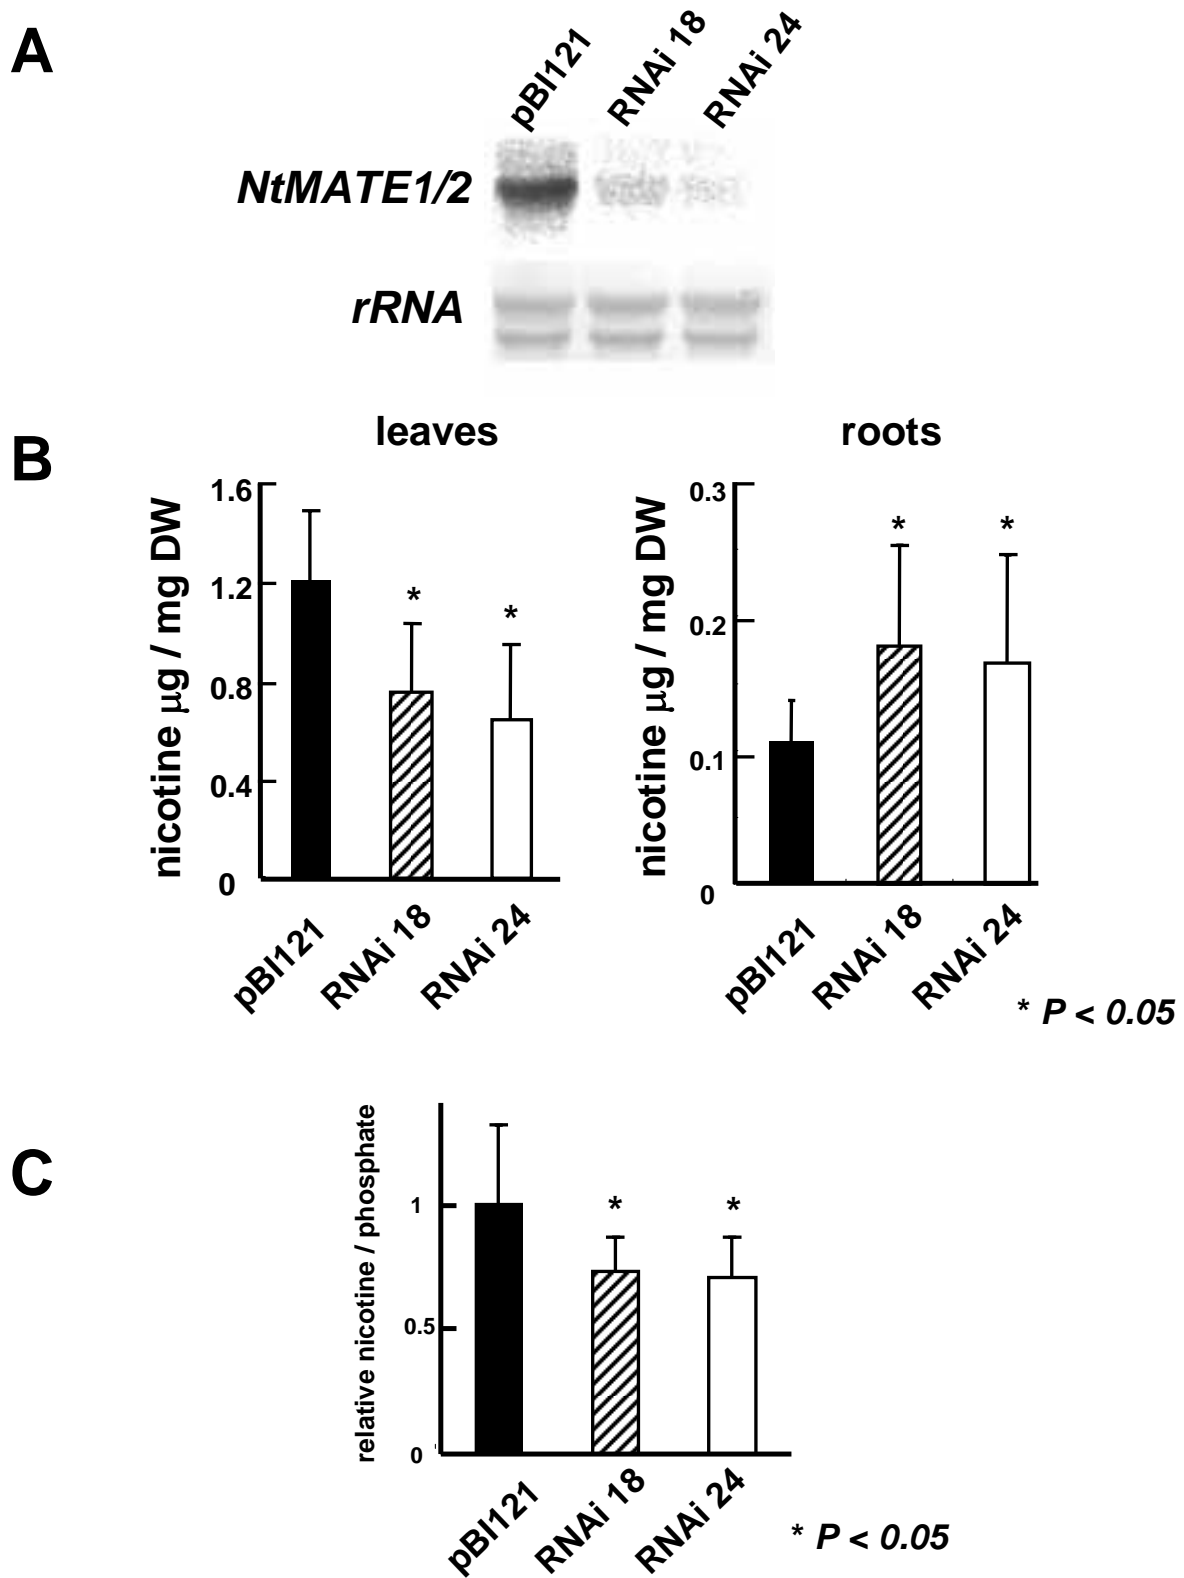 A
pBI121
RNAi 18
RNAi 24
NtMATE1/2
rRNA
B
leaves
nicotine µg / mg DW
1.6
1.2
0.8
0.4
0
*
*
pBI121
RNAi 18
RNAi 24
roots
nicotine µg / mg DW
0.3
0.2
0.1
0
*
*
pBI121
RNAi 18
RNAi 24
* P < 0.05
C
relative nicotine / phosphate
1
0.5
0
*
*
pBI121
RNAi 18
RNAi 24
* P < 0.05